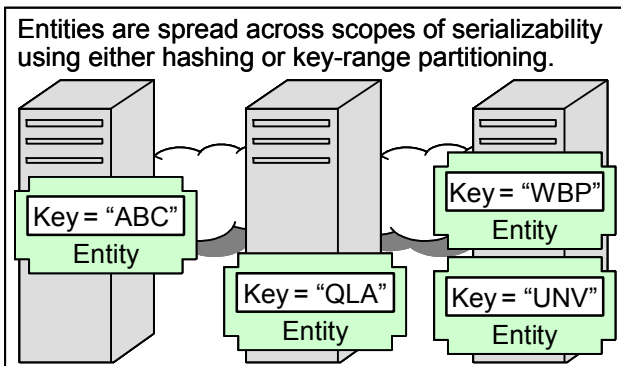 Entities are spread across scopes of serializability
using either hashing or key-range partitioning.
Key = “ABC”
Entity
Key = “QLA”
Entity
Key = “WBP”
Entity
Key = “UNV”
Entity